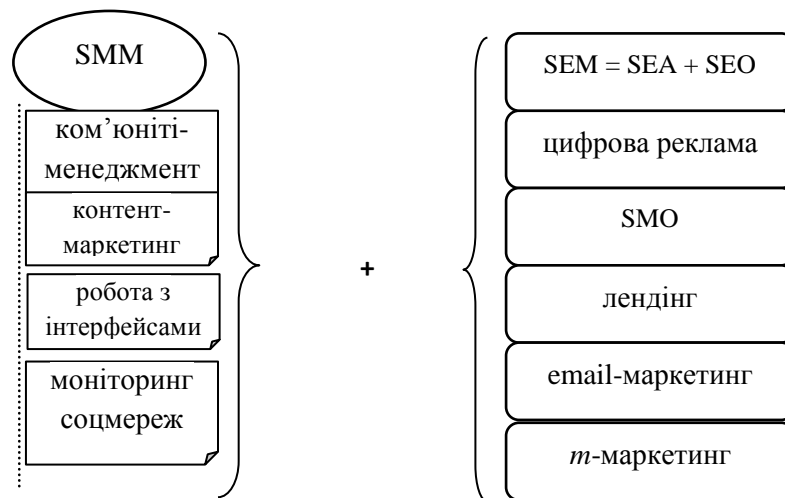 SMM
ком’юніті-
менеджмент
контент-
маркетинг
робота з
інтерфейсами
моніторинг
соцмереж
+
SEM = SEA + SEO
цифрова реклама
SMO
лендінг
email-маркетинг
m-маркетинг